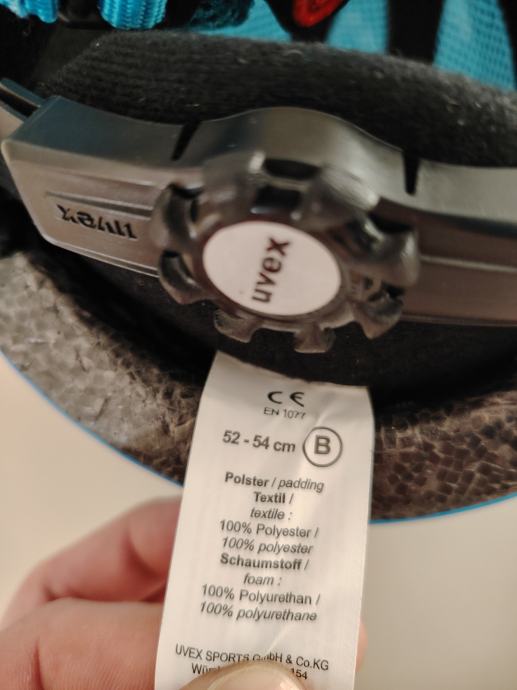 uvex
uvex
CE
EN 1077
52 - 54 cm B
Polster / padding
Textil /
textile :
100% Polyester /
100% polyester
Schaumstoff /
foam :
100% Polyurethan /
100% polyurethane
UVEX SPORTS GmbH & Co.KG
154